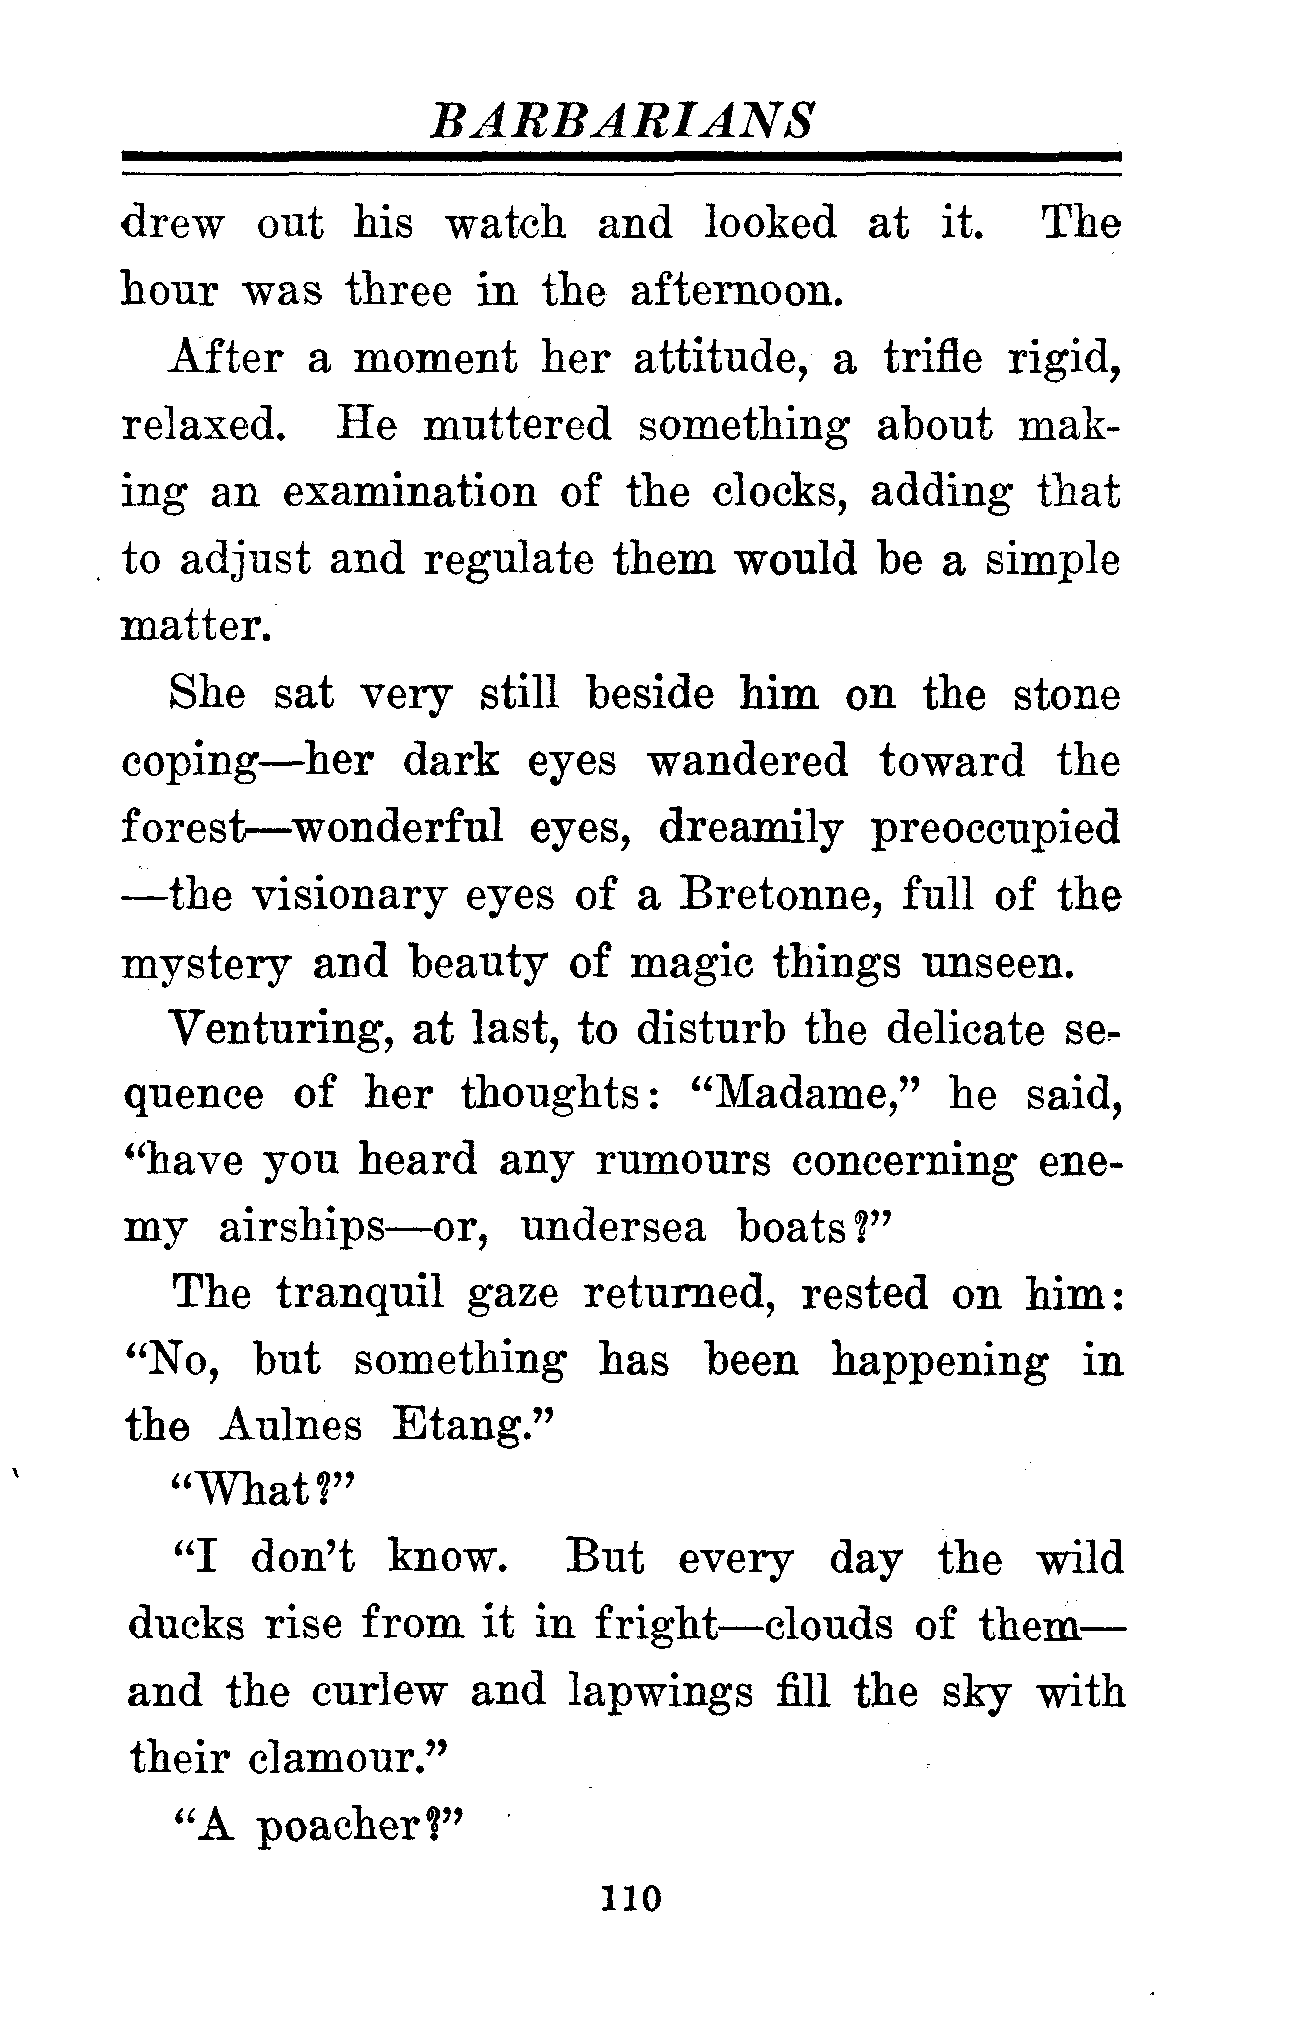 BARBARIANS
drew out his watch and looked at it. The
hour was three in the afternoon.
After a moment her attitude, a trifle rigid,
relaxed. He muttered something about mak-
ing an examination of the clocks, adding that
to adjust and regulate them would be a simple
matter.
She sat very still beside him on the stone
coping—her dark eyes wandered toward the
forest—wonderful eyes, dreamily preoccupied
—the visionary eyes of a Bretonne, full of the
mystery and beauty of magic things unseen.
Venturing, at last, to disturb the delicate se-
quence of her thoughts: “Madame,” he said,
“have you heard any rumours concerning ene-
my airships—or, undersea boats?”
The tranquil gaze returned, rested on him:
“No, but something has been happening in
the Aulnes Etang.”
“What?”
“I don’t know. But every day the wild
ducks rise from it in fright—clouds of them—
and the curlew and lapwings fill the sky with
their clamour.”
“A poacher?”
110